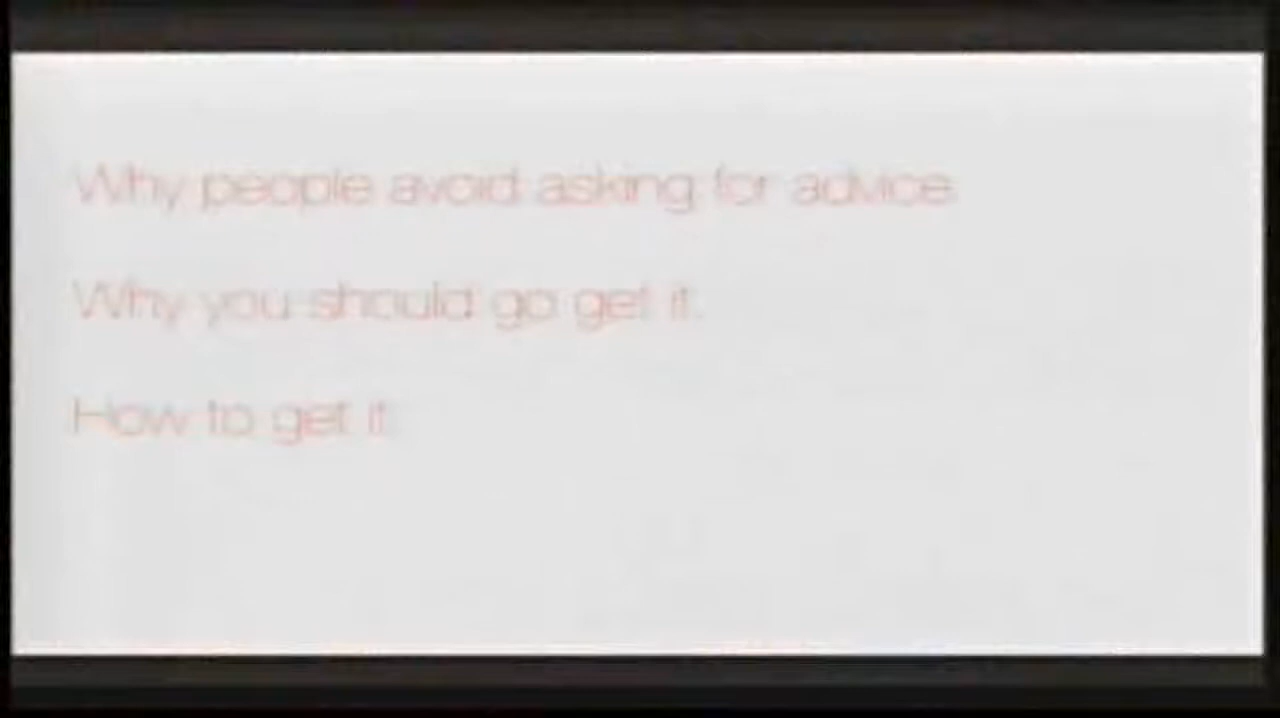 Why people avoid asking for advice.
Why you should go get it.
How to get it.